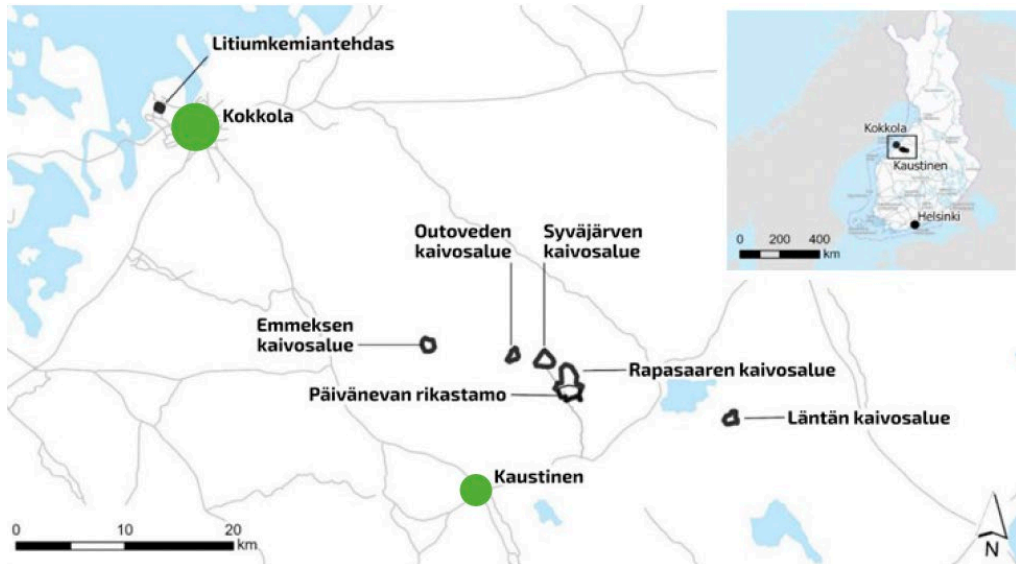 Litiumkemiantehdas
Kokkola
Outoveden
kaivosalue
Syväjärven
kaivosalue
Emmeksen
kaivosalue
Rapasaaren kaivosalue
Päivänevan rikastamo
Läntän kaivosalue
Kaustinen
0 10 20
km
N
Kokkola
Kaustinen
Helsinki
0 200 400
km